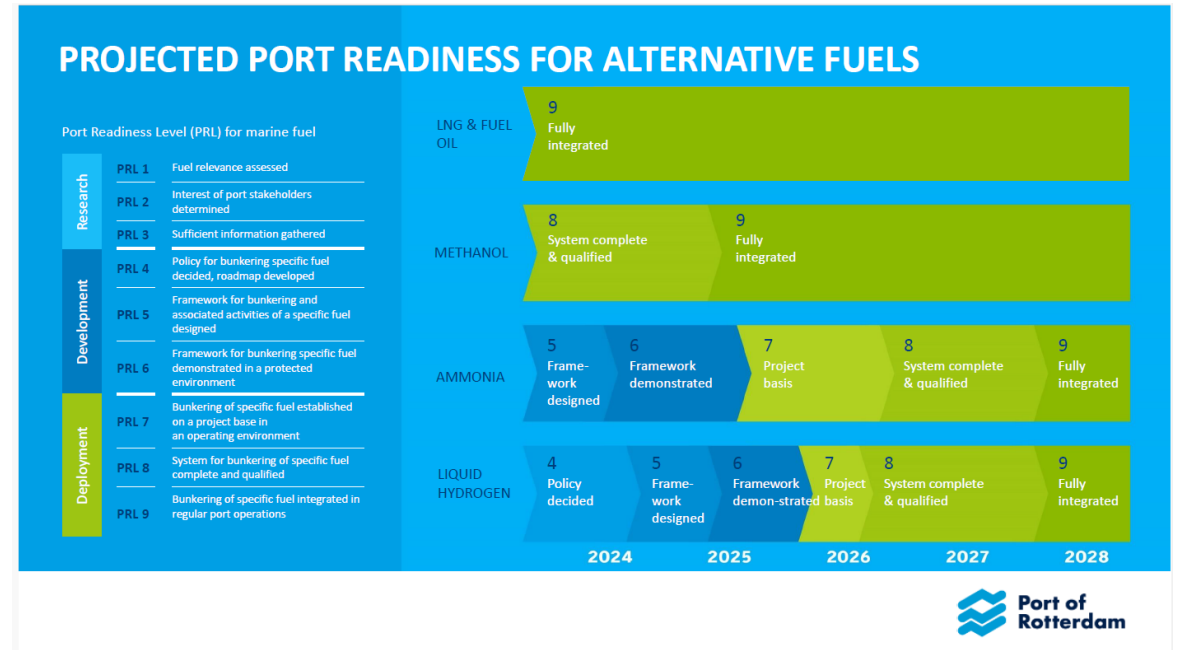 PROJECTED PORT READINESS FOR ALTERNATIVE FUELS
Port Readiness Level (PRL) for marine fuel
Research
PRL 1
Fuel relevance assessed
PRL 2
Interest of port stakeholders
determined
PRL 3
Sufficient information gathered
Development
PRL 4
Policy for bunkering specific fuel
decided, roadmap developed
PRL 5
Framework for bunkering and
associated activities of a specific fuel
designed
PRL 6
Framework for bunkering specific fuel
demonstrated in a protected
environment
Deployment
PRL 7
Bunkering of specific fuel established
on a project base in
an operating environment
PRL 8
System for bunkering of specific fuel
complete and qualified
PRL 9
Bunkering of specific fuel integrated in
regular port operations
LNG & FUEL
OIL
9
Fully
integrated
METHANOL
8
System complete
& qualified
9
Fully
integrated
AMMONIA
5
Frame-
work
designed
6
Framework
demonstrated
7
Project
basis
8
System complete
& qualified
9
Fully
integrated
LIQUID
HYDROGEN
4
Policy
decided
5
Frame-
work
designed
6
Framework
demon-strated
7
Project
basis
8
System complete
& qualified
9
Fully
integrated
2024 2025 2026 2027 2028
Port of
Rotterdam